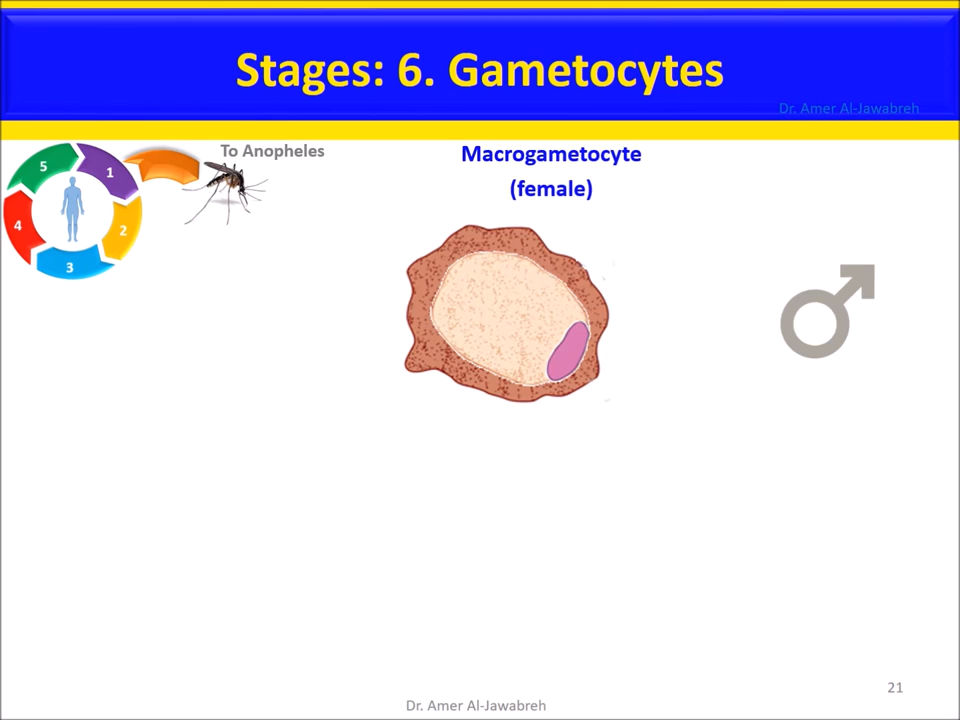 Stages: 6. Gametocytes
Dr. Amer Al-Jawabreh
To Anopheles
Macrogametocyte
(female)
5
1
4
2
3
21
Dr. Amer Al-Jawabreh